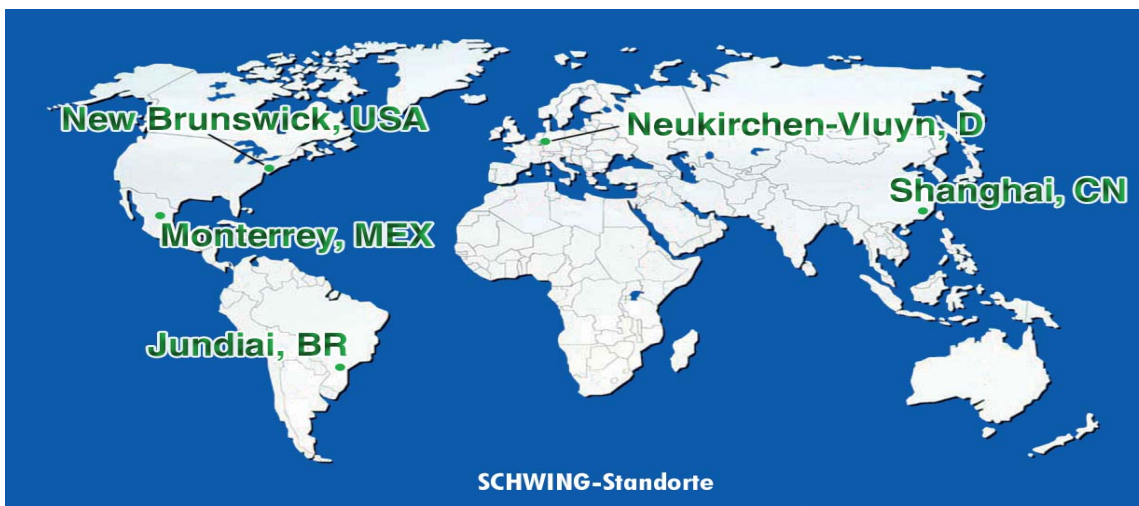 New Brunswick, USA
Neukirchen-Vluyn, D
Shanghai, CN
Monterrey, MEX
Jundiai, BR
SCHWING-Standorte